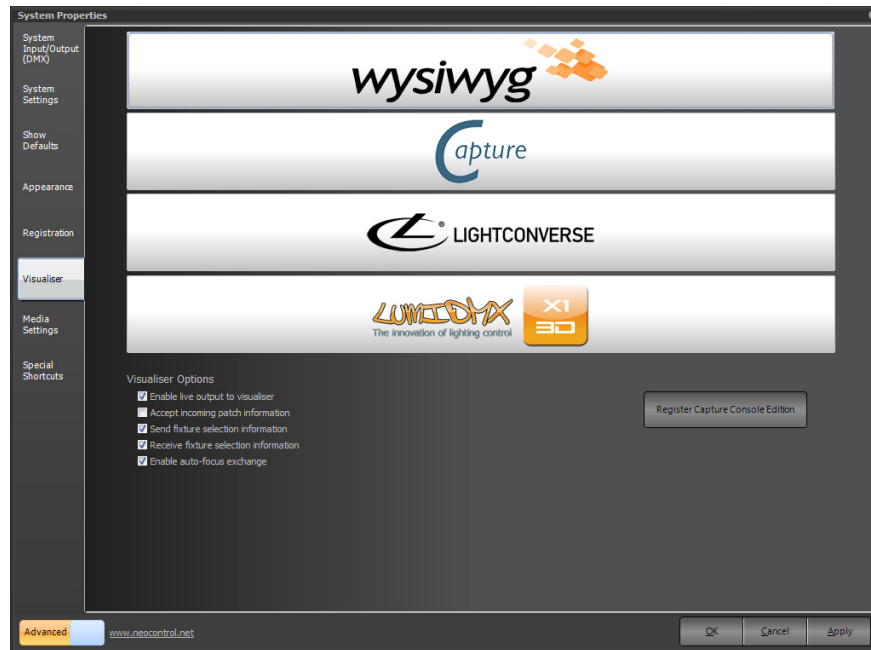 System Properties
System
Input/Output
(DMX)
System
Settings
Show
Defaults
Appearance
Registration
Visualiser
Media
Settings
Special
Shortcuts
wysiwyg
Capture
® LIGHTCONVERSE
LUMIDMX
The innovation of lighting control
X1
3D
Visualiser Options
Enable live output to visualiser
Accept incoming patch information
Send fixture selection information
Receive fixture selection information
Enable auto-focus exchange
Register Capture Console Edition
Advanced
www.neocontrol.net
OK
Cancel
Apply